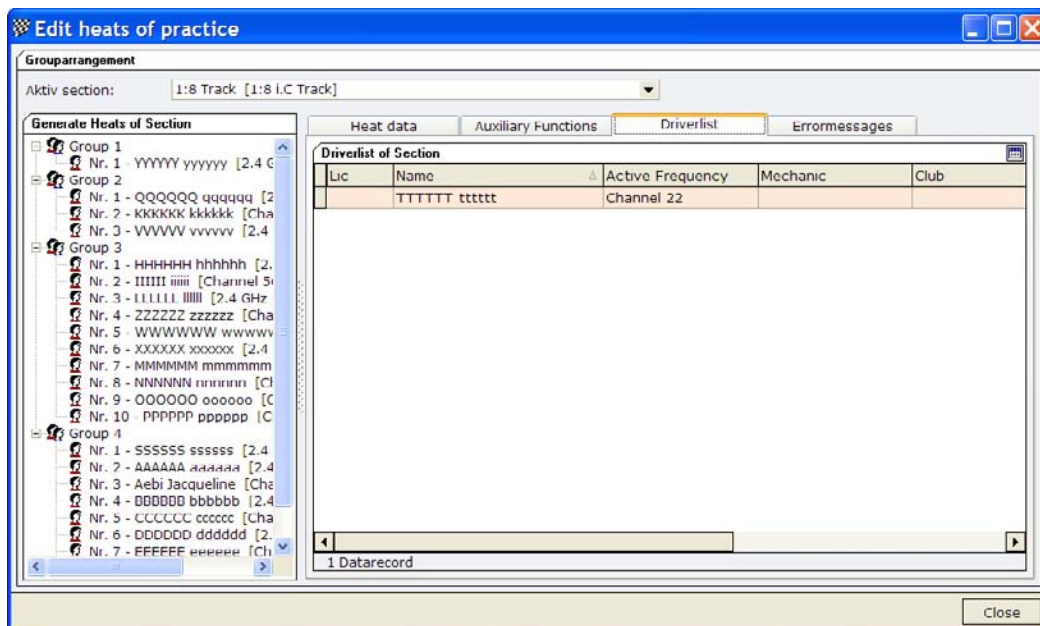 Edit heats of practice
Grouparrangement
Aktiv section: 1:8 Track [1:8 i.C Track]
Generate Heats of Section
Group 1
Nr. 1 - YYYYYY yyyyyy [2.4 G
Group 2
Nr. 1 - QQQQQQ qqqqqq [2
Nr. 2 - KKKKKK kkkkkk [Cha
Nr. 3 - VVVVVV vvvvvv [2.4
Group 3
Nr. 1 - HHHHHH hhhhhh [2.
Nr. 2 - IIIIII iiiiii [Channel 5
Nr. 3 - LLLLLL llllll [2.4 GHz
Nr. 4 - ZZZZZZ zzzzzz [Cha
Nr. 5 - WWWWWW wwwwv
Nr. 6 - XXXXXX xxxxxx [2.4
Nr. 7 - MMMMMM mmmmmm
Nr. 8 - NNNNNN nnnnnn [Cl
Nr. 9 - OOOOOO oooooo [C
Nr. 10 - PPPPPP pppppp [C
Group 4
Nr. 1 - SSSSSS ssssss [2.4
Nr. 2 - AAAAAA aaaaaa [2.4
Nr. 3 - Aebi Jacqueline [Cha
Nr. 4 - BBBBBB bbbbbb [2.4
Nr. 5 - CCCCCC cccccc [Cha
Nr. 6 - DDDDDD dddddd [2.
Nr. 7 - EEEEEE eeeeee [Ch
Heat data Auxiliary Functions Driverlist Errormessages
Driverlist of Section
Lic Name Active Frequency Mechanic Club
TTTTTT tttttt Channel 22
1 Datarecord
Close